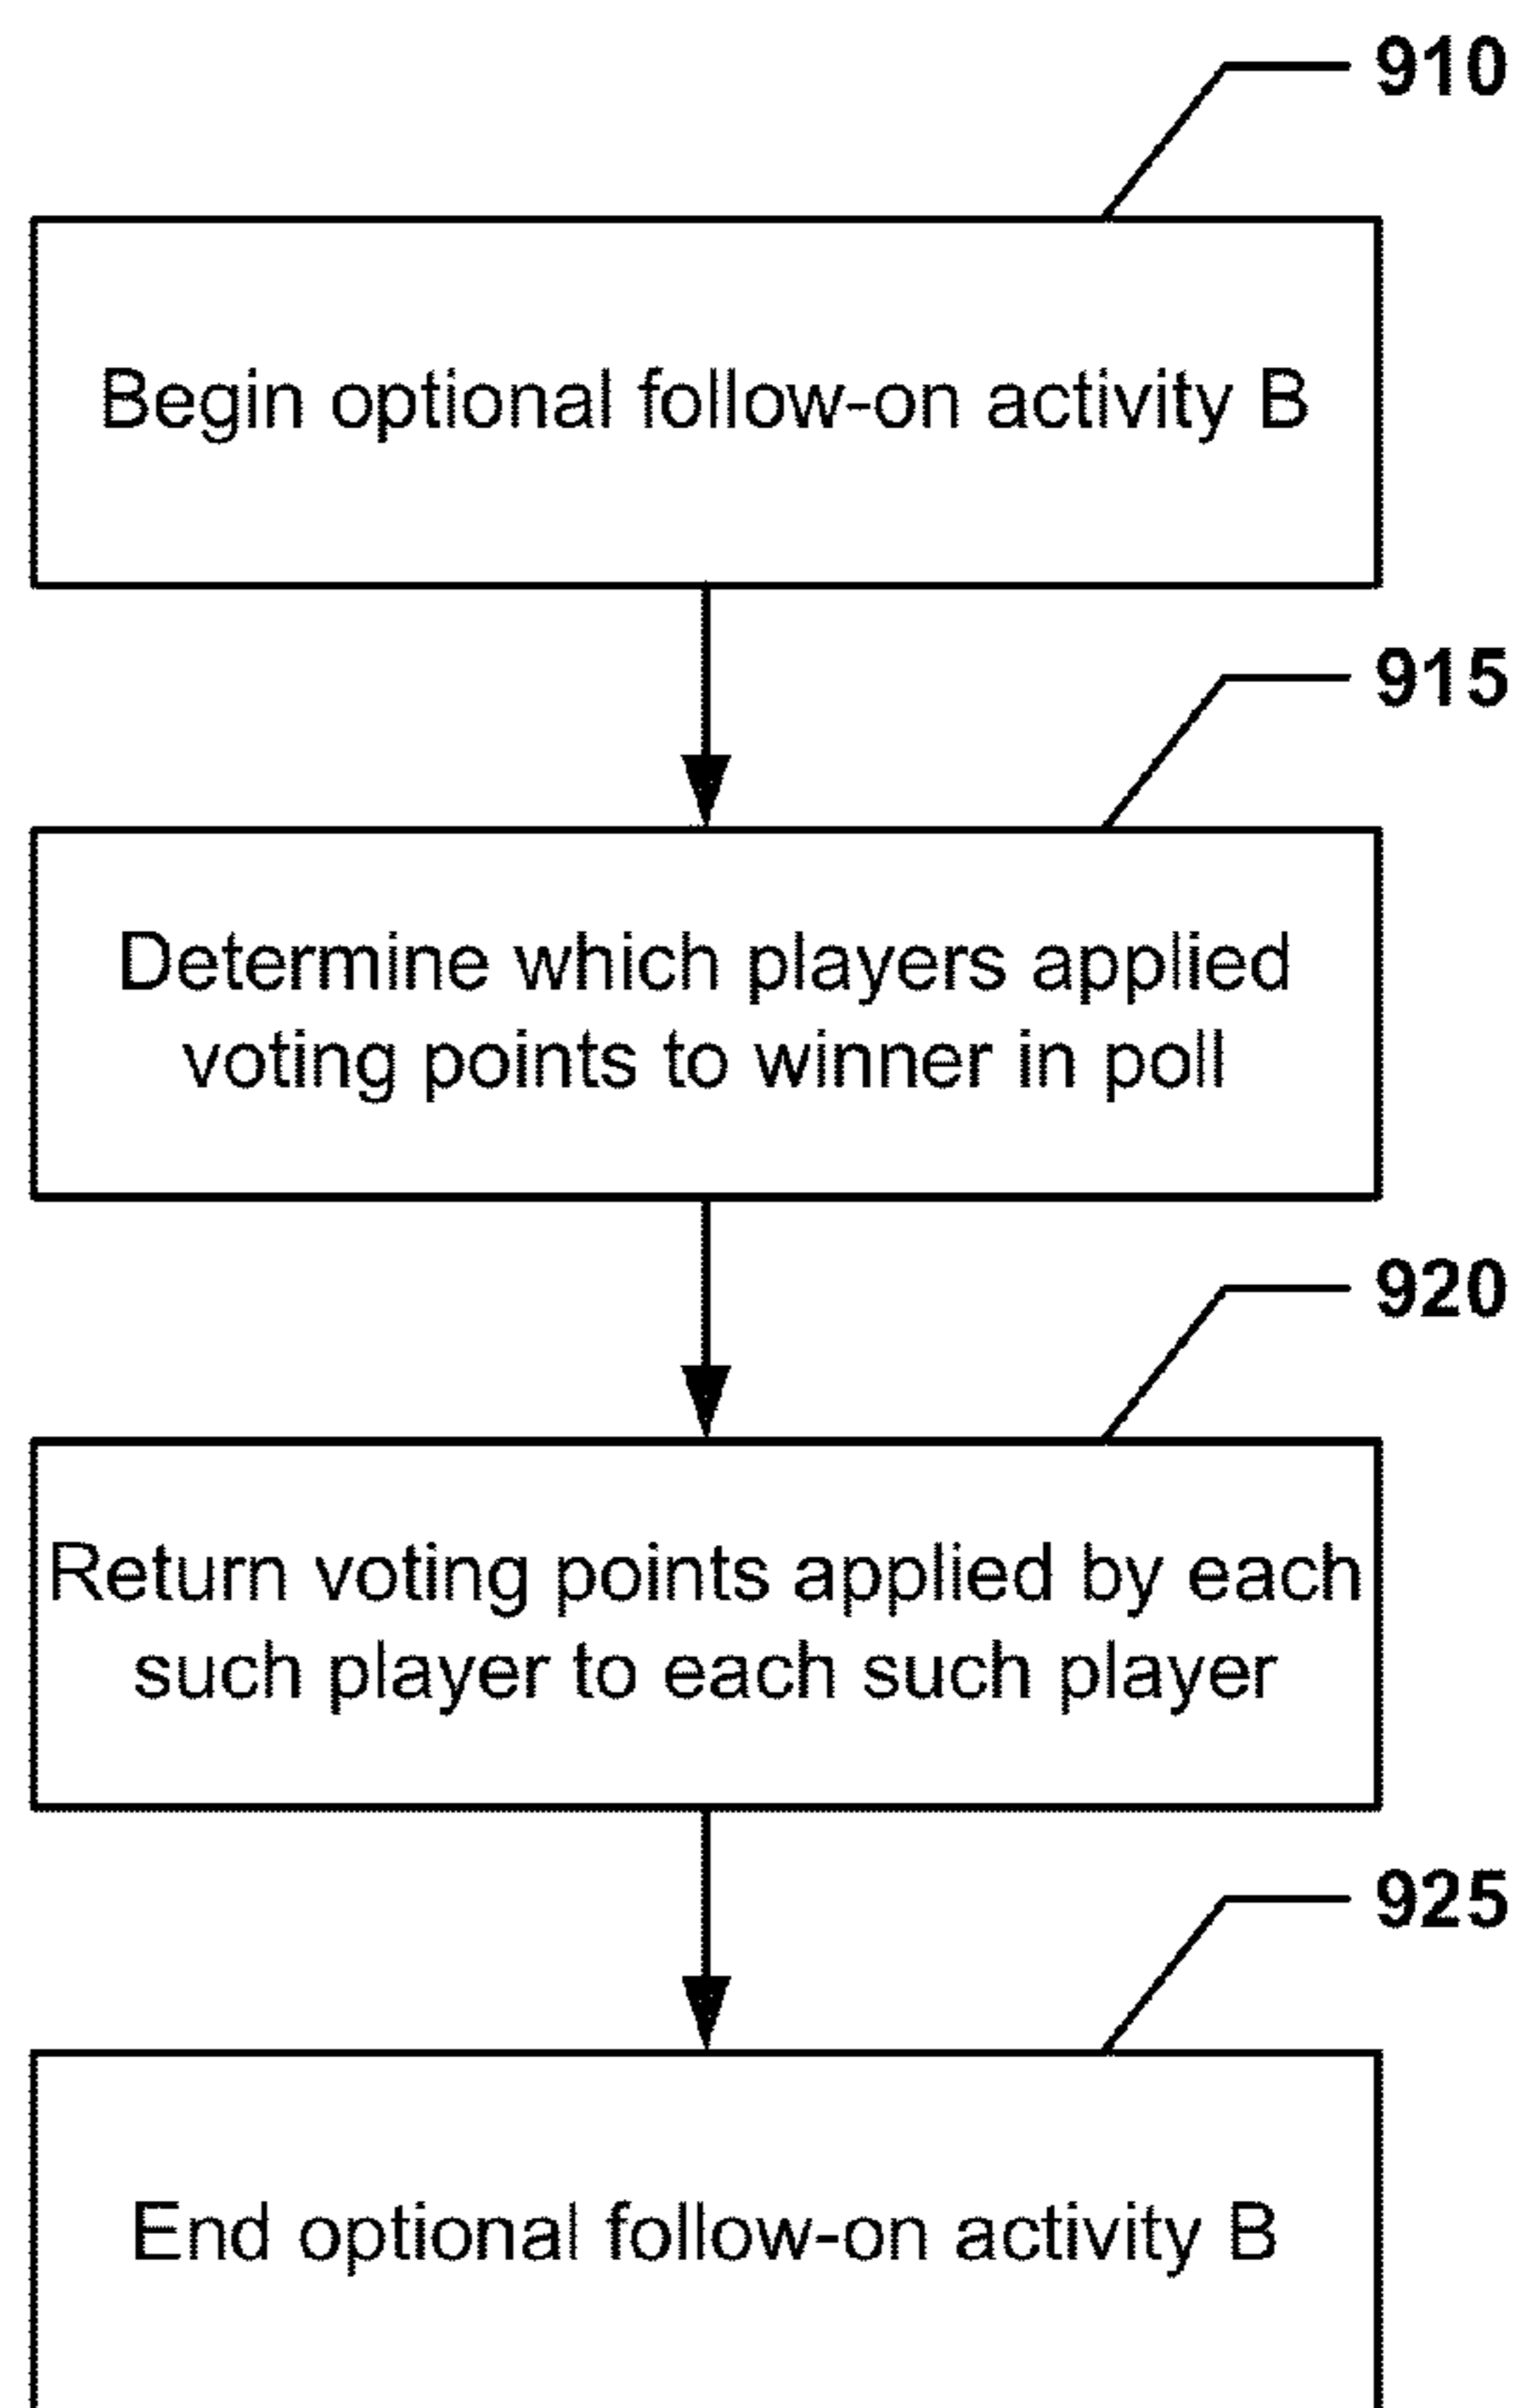 910
Begin optional follow-on activity B
915
Determine which players applied
voting points to winner in poll
920
Return voting points applied by each
such player to each such player
925
End optional follow-on activity B